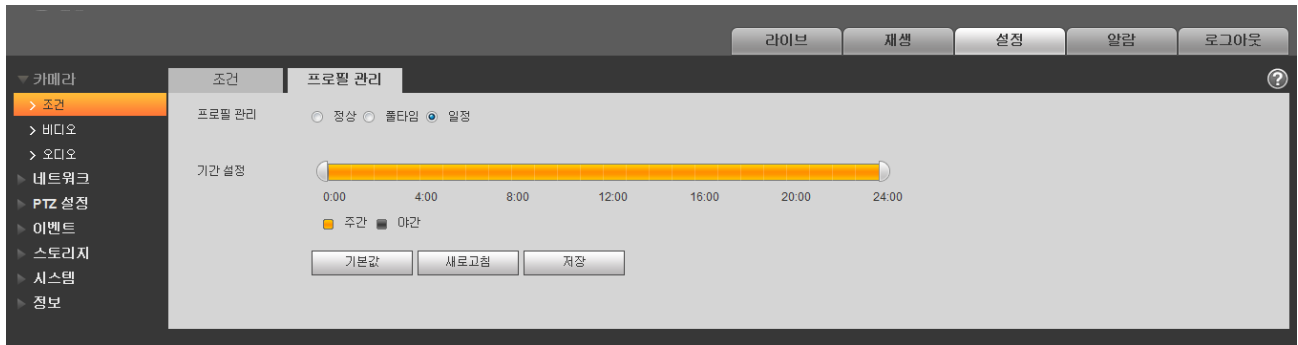 라이브 재생 설정 알람 로그아웃
카메라
조건
비디오
오디오
네트워크
PTZ 설정
이벤트
스토리지
시스템
정보
조건 프로필 관리 ?
프로필 관리 정상 풀타임 일정
기간 설정
0:00 4:00 8:00 12:00 16:00 20:00 24:00
주간 야간
기본값 새로고침 저장